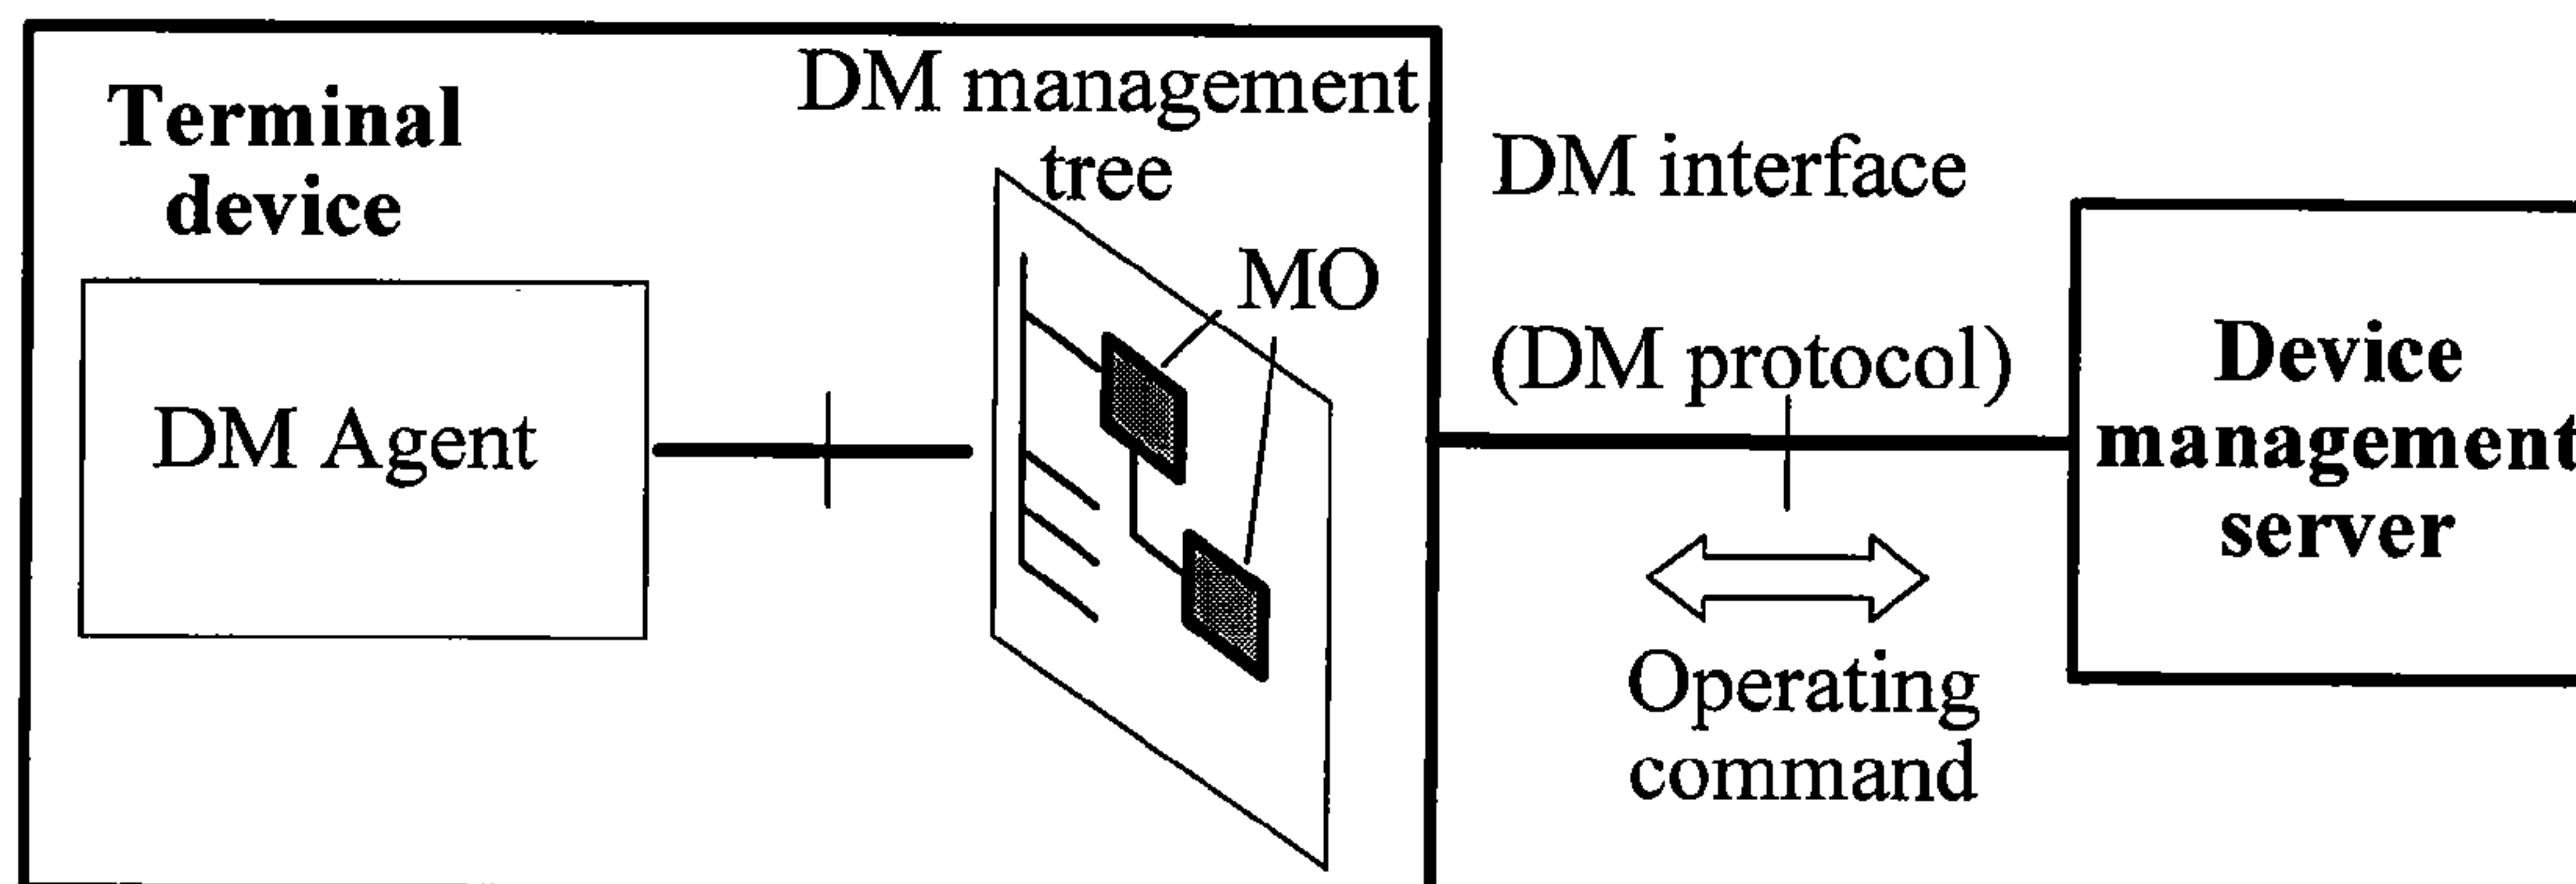 Terminal
device
DM management
tree
MO
DM Agent
DM interface
(DM protocol)
Operating
command
Device
management
server